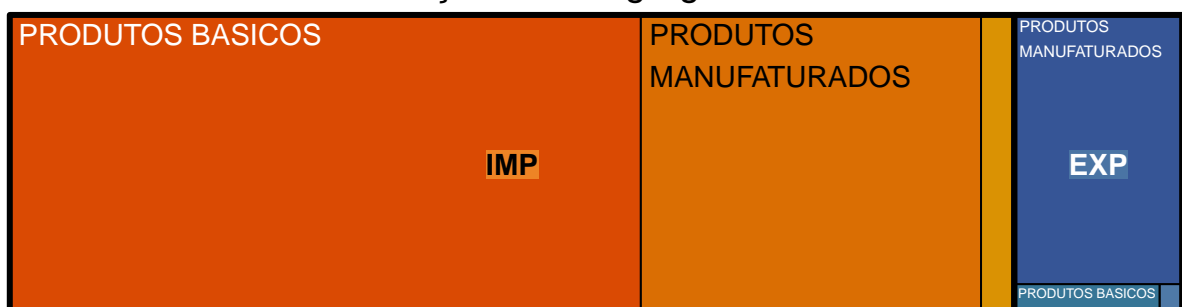 PRODUTOS BASICOS
PRODUTOS
MANUFATURADOS
IMP
PRODUTOS
MANUFATURADOS
EXP
PRODUTOS BASICOS